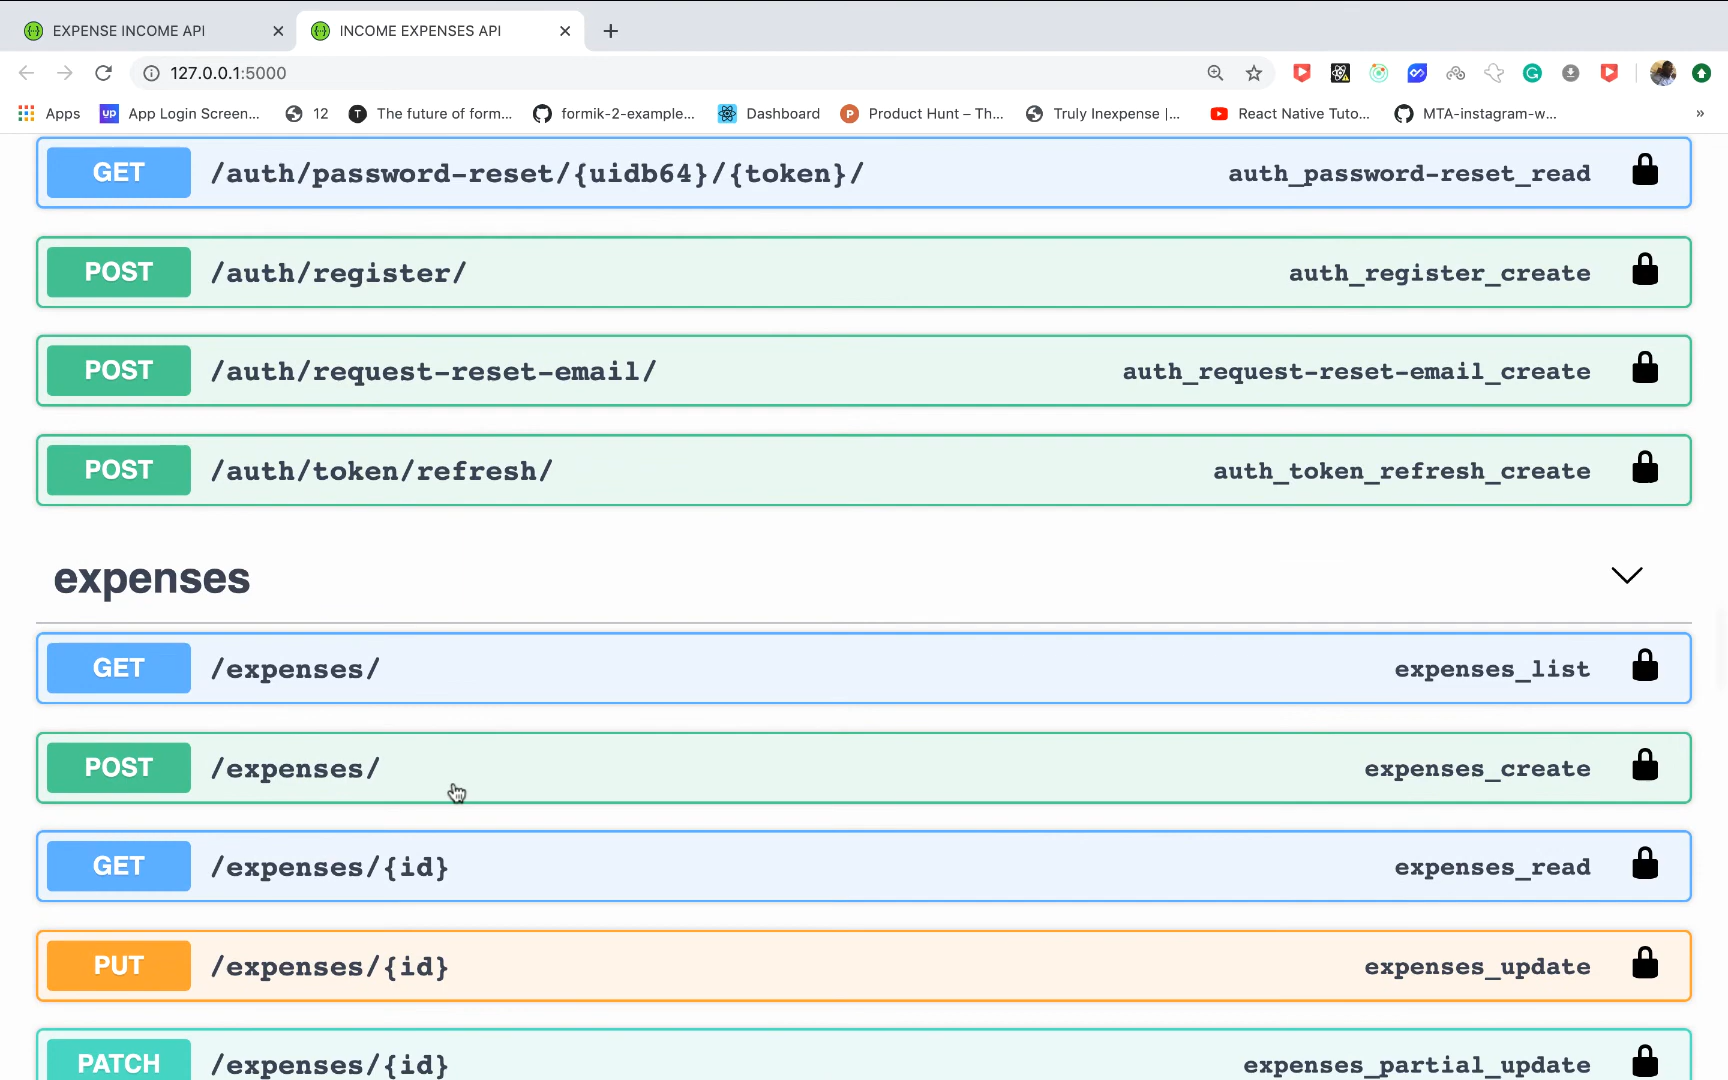 EXPENSE INCOME API
INCOME EXPENSES API
127.0.0.1:5000
Apps
UP
App Login Screen...
12
T
The future of form...
formik-2-example...
Dashboard
P
Product Hunt – Th...
Truly Inexpense |...
React Native Tuto...
MTA-instagram-w...
»
GET /auth/password-reset/{uidb64}/{token}/ auth_password-reset_read
POST /auth/register/ auth_register_create
POST /auth/request-reset-email/ auth_request-reset-email_create
POST /auth/token/refresh/ auth_token_refresh_create
expenses
GET /expenses/ expenses_list
POST /expenses/ expenses_create
GET /expenses/{id} expenses_read
PUT /expenses/{id} expenses_update
PATCH /expenses/{id} expenses_partial_update